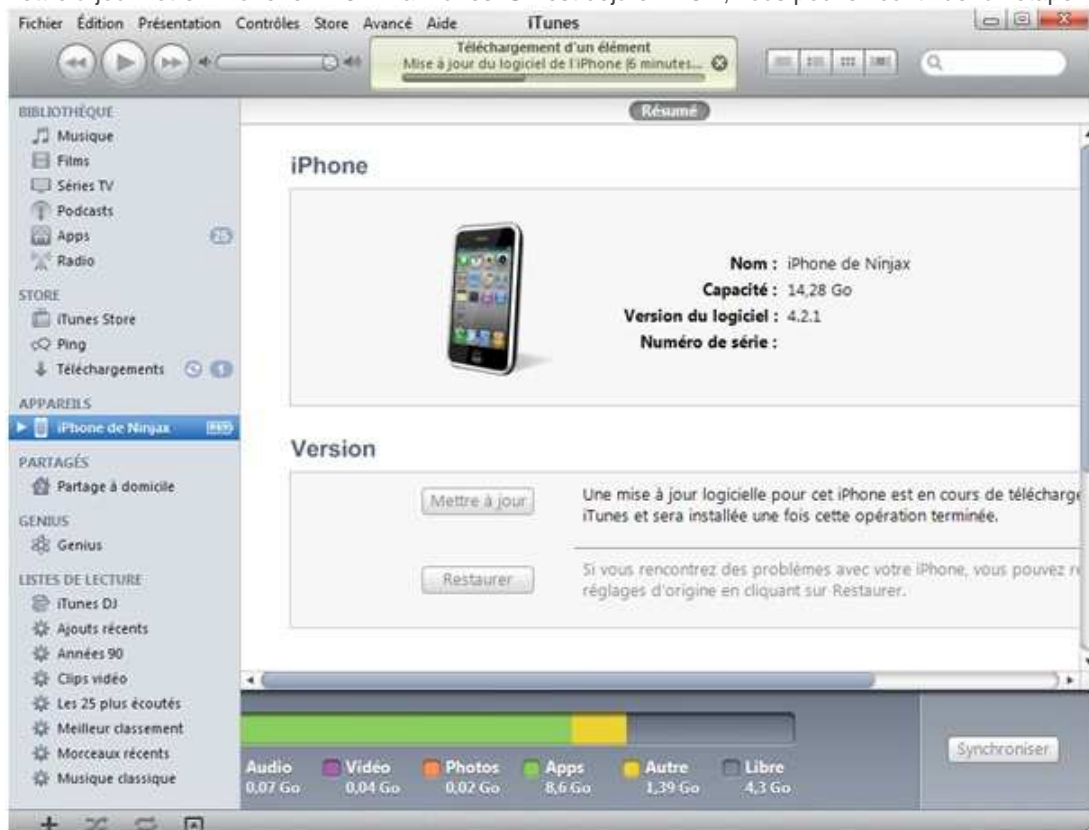 Fichier Édition Présentation Contrôles Store Avancé Aide iTunes
Téléchargement d'un élément
Mise à jour du logiciel de l'iPhone (6 minutes...
BIBLIOTHÈQUE
Musique
Films
Séries TV
Podcasts
Apps 25
Radio
STORE
iTunes Store
Ping
Téléchargements 1
APPAREILS
iPhone de Ninjax
PARTAGÉS
Partage à domicile
GENIUS
Genius
LISTES DE LECTURE
iTunes DJ
Ajouts récents
Années 90
Clips vidéo
Les 25 plus écoutés
Meilleur classement
Morceaux récents
Musique classique
Résumé
iPhone
Nom : iPhone de Ninjax
Capacité : 14,28 Go
Version du logiciel : 4.2.1
Numéro de série :
Version
Mettre à jour
Une mise à jour logicielle pour cet iPhone est en cours de télécharge
iTunes et sera installée une fois cette opération terminée.
Restaurer
Si vous rencontrez des problèmes avec votre iPhone, vous pouvez re
réglages d'origine en cliquant sur Restaurer.
Audio Vidéo Photos Apps Autre Libre
0,07 Go 0,04 Go 0,02 Go 8,6 Go 1,39 Go 4,3 Go
Synchroniser